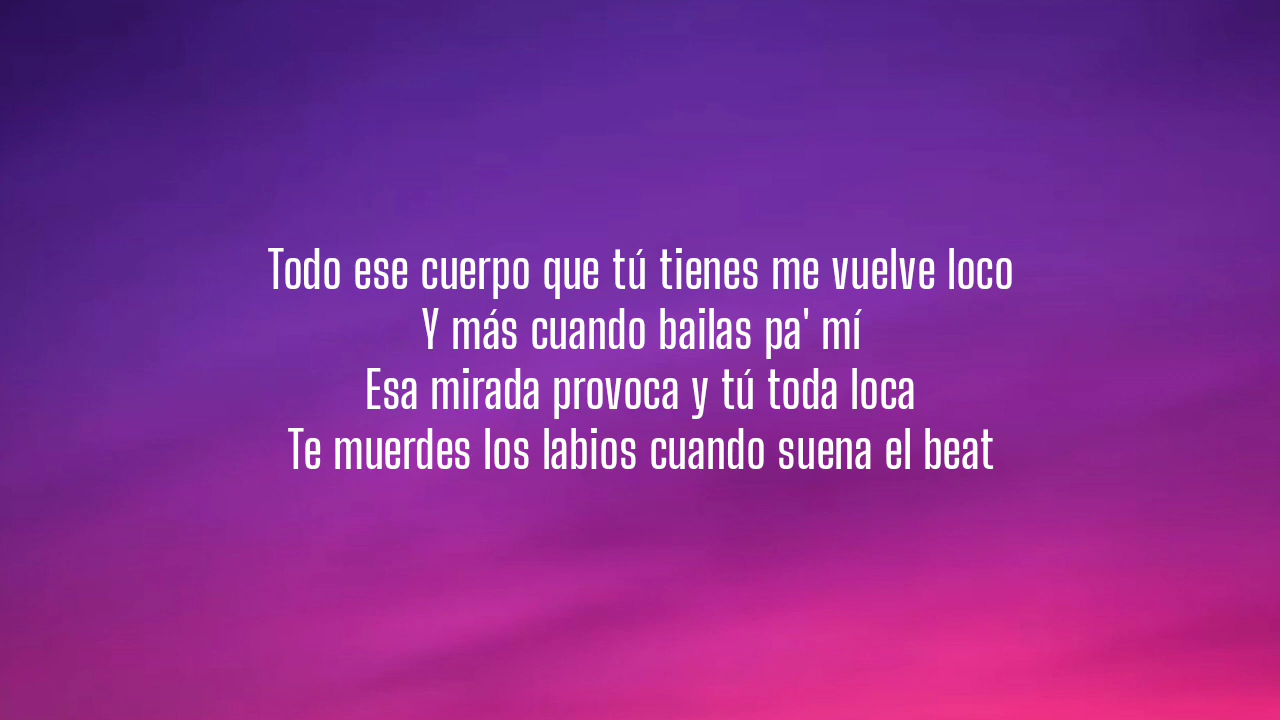 Todo ese cuerpo que tú tienes me vuelve loco
Y más cuando bailas pa' mí
Esa mirada provoca y tú toda loca
Te muerdes los labios cuando suena el beat